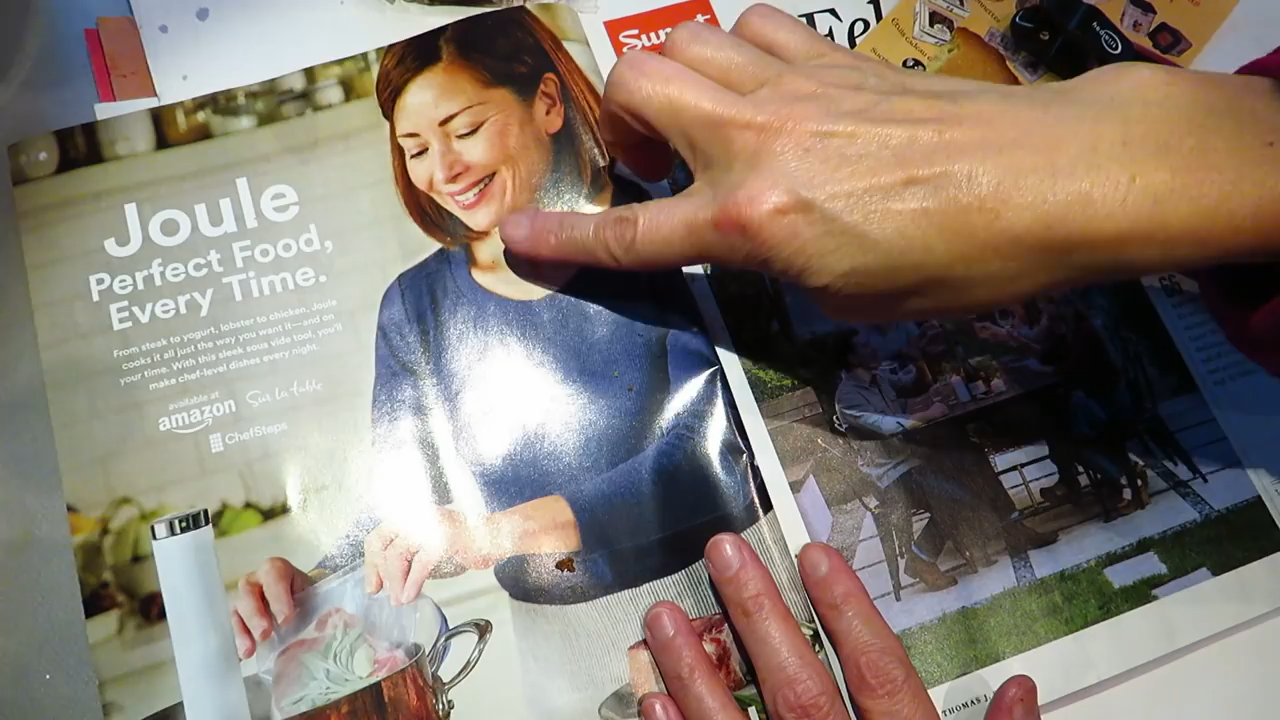 Joule
Perfect Food,
Every Time.
From steak to yogurt, lobster to chicken, Joule
cooks it all just the way you want it—and on
your time. With this sleek sous vide tool, you'll
make chef-level dishes every night.
available at
amazon Sur la table
ChefSteps
Sunset
THOMAS J.